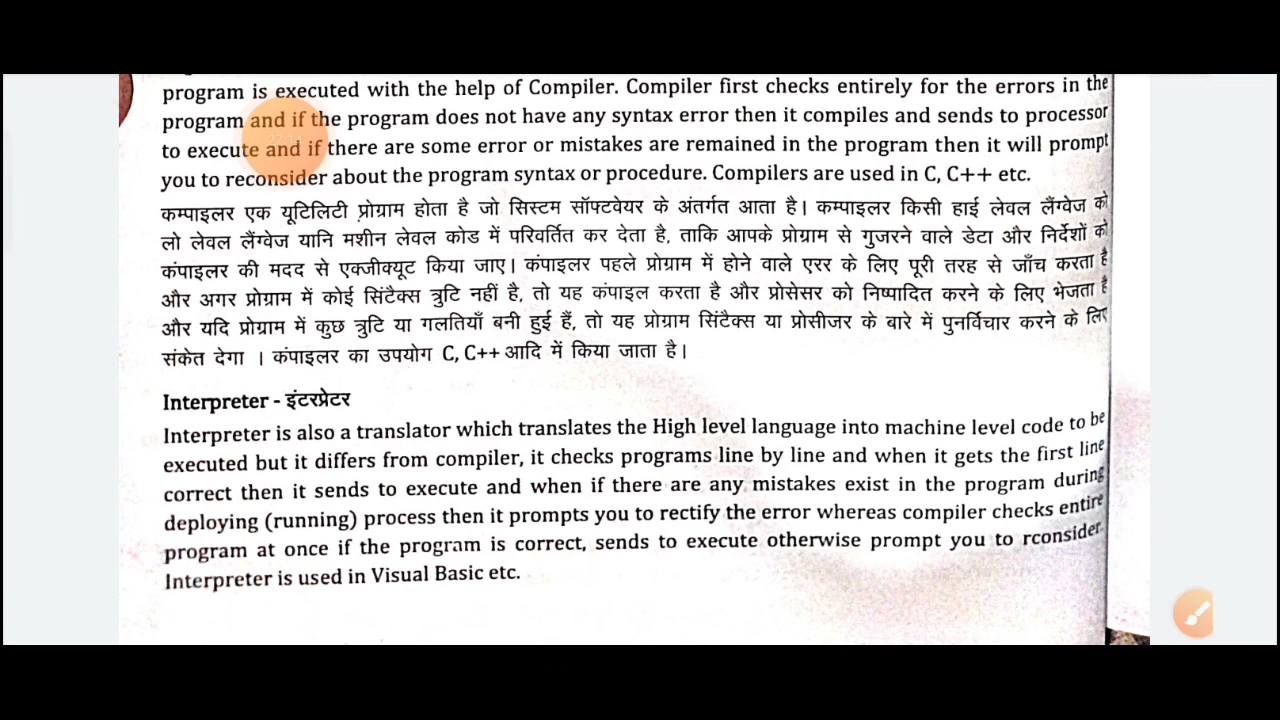 program is executed with the help of Compiler. Compiler first checks entirely for the errors in the
program and if the program does not have any syntax error then it compiles and sends to processor
to execute and if there are some error or mistakes are remained in the program then it will prompt
you to reconsider about the program syntax or procedure. Compilers are used in C, C++ etc.
कम्पाइलर एक यूटिलिटी प्रोग्राम होता है जो सिस्टम सॉफ्टवेयर के अंतर्गत आता है। कम्पाइलर किसी हाई लेवल लैंग्वेज को
लो लेवल लैंग्वेज यानि मशीन लेवल कोड में परिवर्तित कर देता है, ताकि आपके प्रोग्राम से गुजरने वाले डेटा और निर्देशों को
कंपाइलर की मदद से एक्जीक्यूट किया जाए। कंपाइलर पहले प्रोग्राम में होने वाले एरर के लिए पूरी तरह से जाँच करता है
और अगर प्रोग्राम में कोई सिंटैक्स त्रुटि नहीं है, तो यह कंपाइल करता है और प्रोसेसर को निष्पादित करने के लिए भेजता है
और यदि प्रोग्राम में कुछ त्रुटि या गलतियाँ बनी हुई हैं, तो यह प्रोग्राम सिंटैक्स या प्रोसीजर के बारे में पुनर्विचार करने के लिए
संकेत देगा । कंपाइलर का उपयोग C, C++ आदि में किया जाता है।
Interpreter - इंटरप्रेटर
Interpreter is also a translator which translates the High level language into machine level code to be
executed but it differs from compiler, it checks programs line by line and when it gets the first line
correct then it sends to execute and when if there are any mistakes exist in the program during
deploying (running) process then it prompts you to rectify the error whereas compiler checks entire
program at once if the program is correct, sends to execute otherwise prompt you to rconsider.
Interpreter is used in Visual Basic etc.